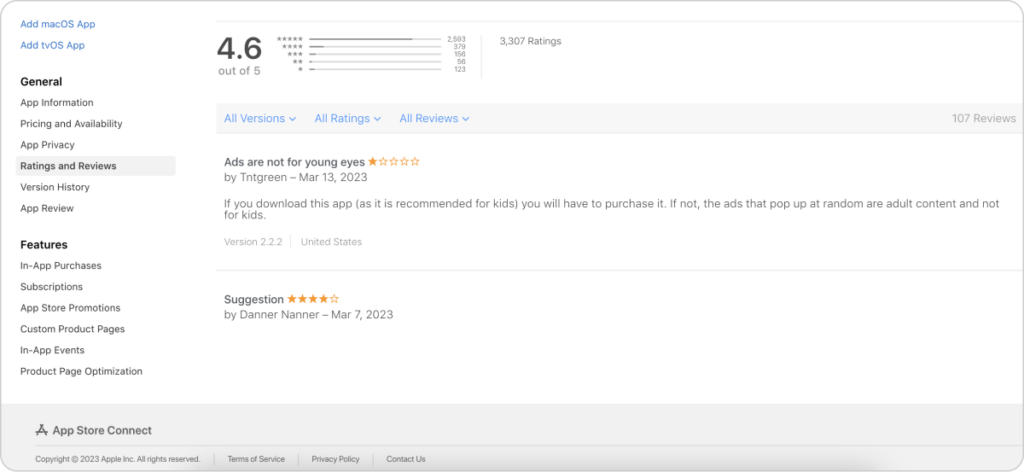 Add macOS App
Add tvOS App
General
App Information
Pricing and Availability
App Privacy
Ratings and Reviews
Version History
App Review
Features
In-App Purchases
Subscriptions
App Store Promotions
Custom Product Pages
In-App Events
Product Page Optimization
4.6
out of 5
★★★★★ 2,593
★★★★ 379
★★★ 156
★★ 56
★ 123
3,307 Ratings
All Versions All Ratings All Reviews 107 Reviews
Ads are not for young eyes ★☆☆☆☆
by Tntgreen – Mar 13, 2023
If you download this app (as it is recommended for kids) you will have to purchase it. If not, the ads that pop up at random are adult content and not
for kids.
Version 2.2.2 United States
Suggestion ★★★★☆
by Danner Nanner – Mar 7, 2023
App Store Connect
Copyright © 2023 Apple Inc. All rights reserved. Terms of Service Privacy Policy Contact Us